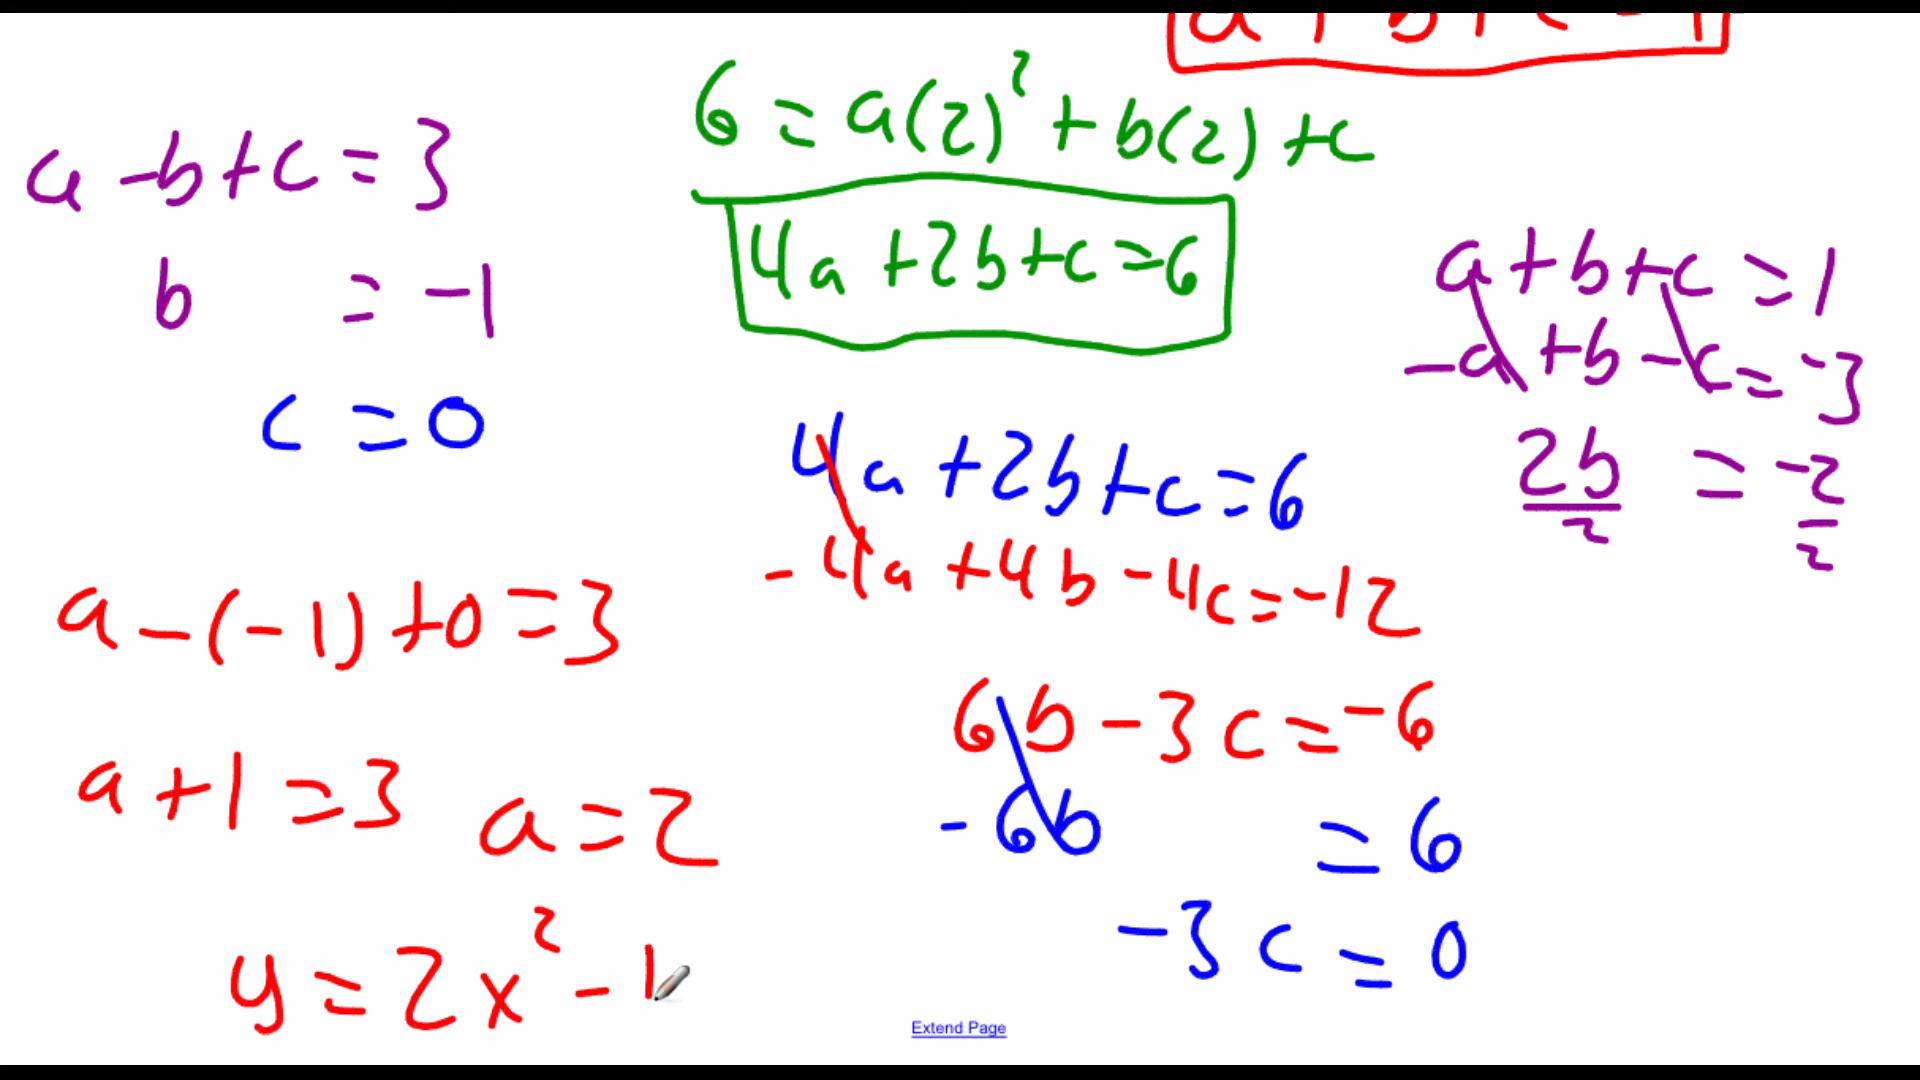 a+b+c=1
6=a(2)²+b(2)+c
4a+2b+c=6
a-b+c=3
b=-1
c=0
a+b+c=1
-a+b-c=-3
2b=-2
2 2
4a+2b+c=6
-4a+4b-4c=-12
6b-3c=-6
-6b=6
-3c=0
a-(-1)+0=3
a+1=3 a=2
y=2x²-1
Extend Page